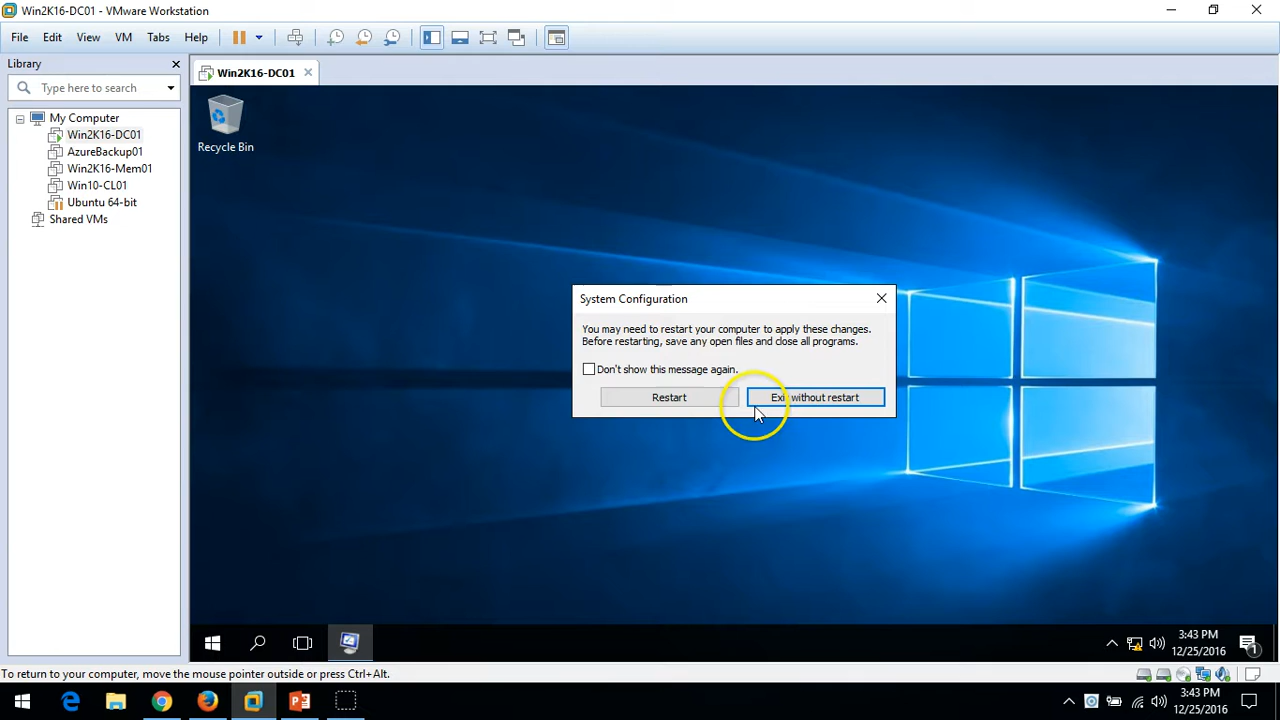 Win2K16-DC01 - VMware Workstation
File Edit View VM Tabs Help
Library
Type here to search
My Computer
Win2K16-DC01
AzureBackup01
Win2K16-Mem01
Win10-CL01
Ubuntu 64-bit
Shared VMs
Win2K16-DC01
Recycle Bin
System Configuration
You may need to restart your computer to apply these changes.
Before restarting, save any open files and close all programs.
Don't show this message again.
Restart
Exit without restart
3:43 PM
12/25/2016
1
To return to your computer, move the mouse pointer outside or press Ctrl+Alt.
3:43 PM
12/25/2016